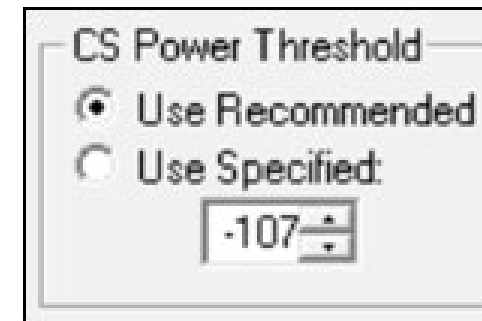 CS Power Threshold
Use Recommended
Use Specified:
-107